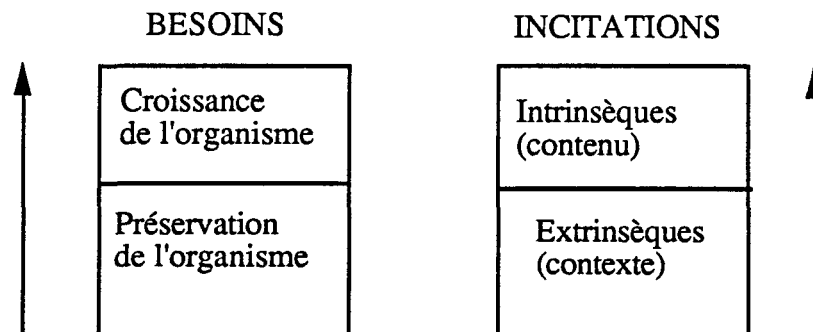 BESOINS
Croissance
de l'organisme
Préservation
de l'organisme
INCITATIONS
Intrinsèques
(contenu)
Extrinsèques
(contexte)